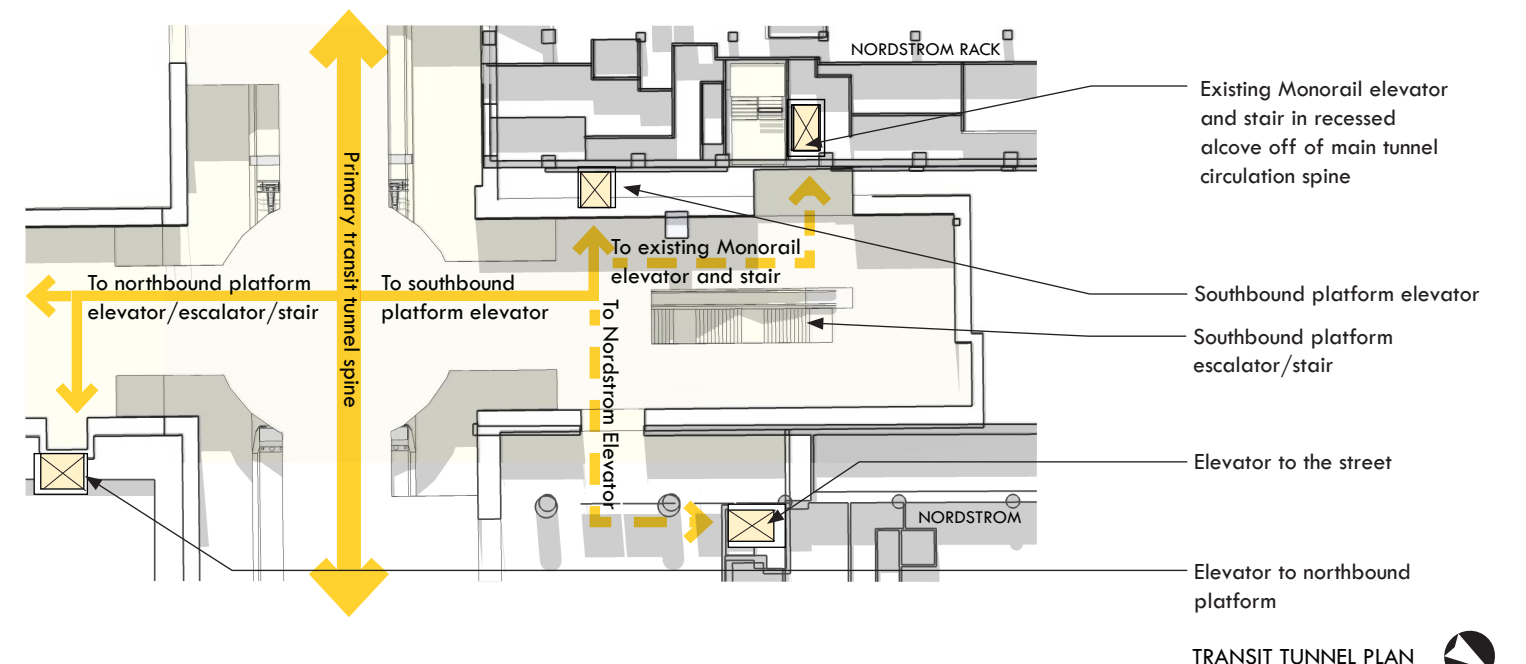 NORDSTROM RACK
Existing Monorail elevator
and stair in recessed
alcove off of main tunnel
circulation spine
Primary transit tunnel spine
To existing Monorail
elevator and stair
To northbound platform
elevator/escalator/stair
To southbound
platform elevator
To Nordstrom Elevator
Southbound platform elevator
Southbound platform
escalator/stair
Elevator to the street
NORDSTROM
Elevator to northbound
platform
TRANSIT TUNNEL PLAN